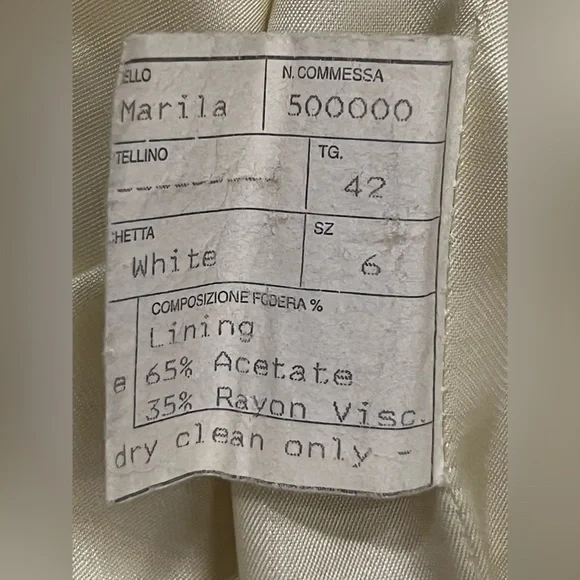 ELLO N. COMMESSA
Marila 500000
TELLINO TG.
42
HETTA SZ
White 6
COMPOSIZIONE FODERA %
Lining
e 65% Acetate
35% Rayon Visc.
dry clean only -